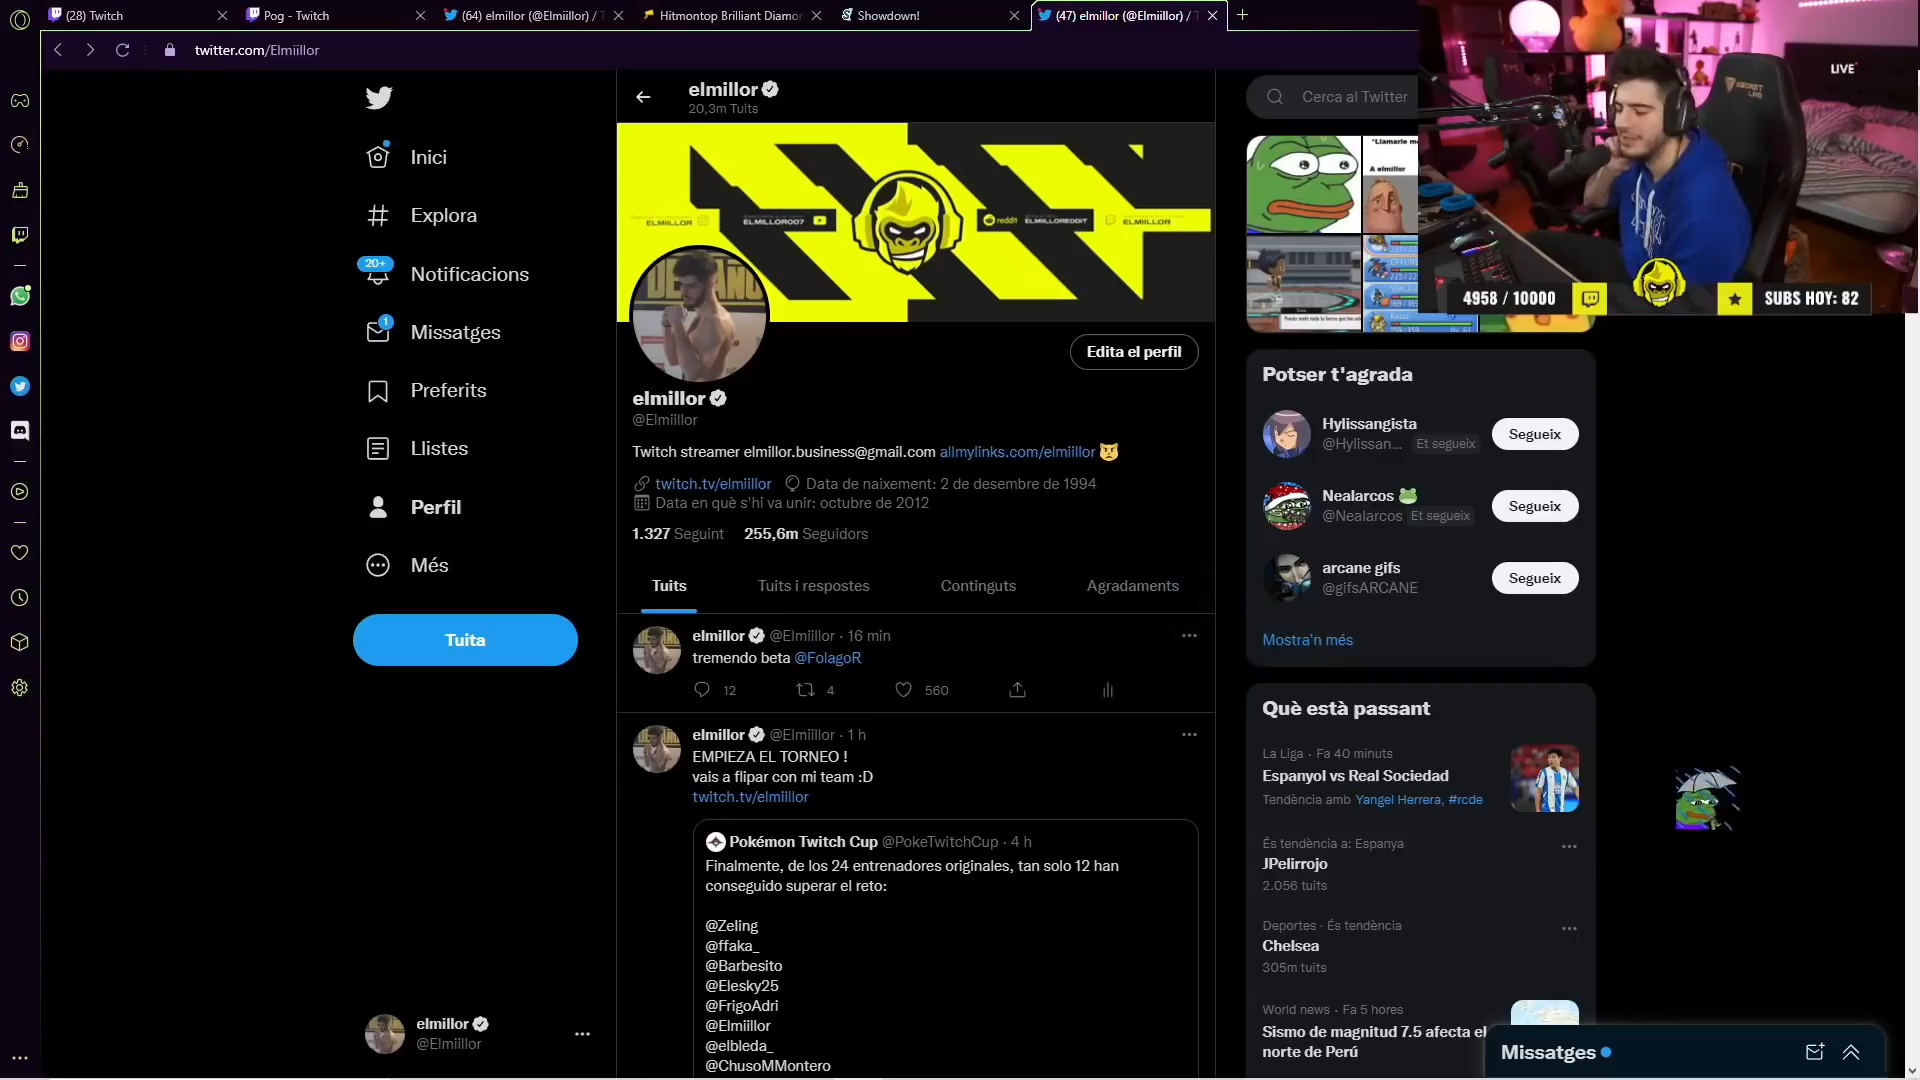 (28) Twitch
Pog - Twitch
(64) elmillor (@Elmiillor) / T
Hitmontop Brilliant Diamon
Showdown!
(47) elmillor (@Elmiillor) / T
twitter.com/Elmiillor
Inici
Explora
20+
Notificacions
1
Missatges
Preferits
Llistes
Perfil
Més
Tuita
elmillor
@Elmiillor
elmillor
20,3m Tuits
ELMIILLOR
ELMILLOR007
reddit
ELMILLOREDDIT
ELMIILLOR
Edita el perfil
elmillor
@Elmiillor
Twitch streamer elmillor.business@gmail.com allmylinks.com/elmiillor
twitch.tv/elmiillor Data de naixement: 2 de desembre de 1994
Data en què s'hi va unir: octubre de 2012
1.327 Seguint 255,6m Seguidors
Tuits
Tuits i respostes
Continguts
Agradaments
elmillor @Elmiillor · 16 min
tremendo beta @FolagoR
12
4
560
elmillor @Elmiillor · 1 h
EMPIEZA EL TORNEO !
vais a flipar con mi team :D
twitch.tv/elmiillor
Pokémon Twitch Cup @PokeTwitchCup · 4 h
Finalmente, de los 24 entrenadores originales, tan solo 12 han
conseguido superar el reto:
@Zeling
@ffaka_
@Barbesito
@Elesky25
@FrigoAdri
@Elmiillor
@elbleda_
@ChusoMMontero
Cerca al Twitter
"Llamarle
A elmiller
LIVE
4958 / 10000
SUBS HOY: 82
Potser t'agrada
Hylissangista
@Hylissan... Et segueix
Segueix
Nealarcos
@Nealarcos Et segueix
Segueix
arcane gifs
@gifsARCANE
Segueix
Mostra'n més
Què està passant
La Liga · Fa 40 minuts
Espanyol vs Real Sociedad
Tendència amb Yangel Herrera, #rcde
És tendència a: Espanya
JPelirrojo
2.056 tuits
Deportes · És tendència
Chelsea
305m tuits
World news · Fa 5 hores
Sismo de magnitud 7.5 afecta el
norte de Perú
Missatges